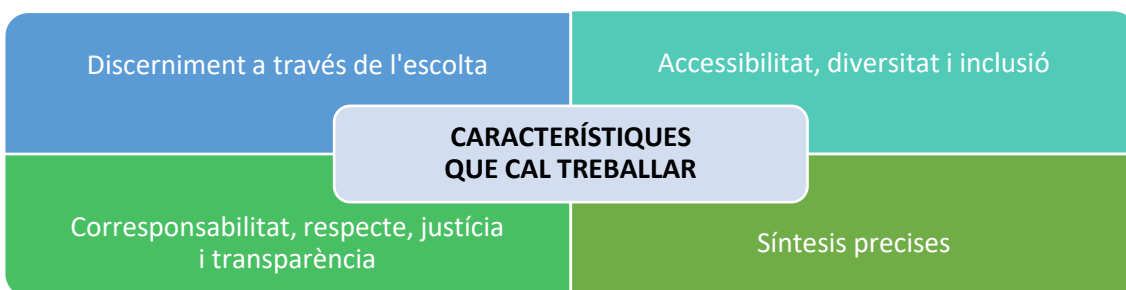 Discerniment a través de l'escolta
Accessibilitat, diversitat i inclusió
CARACTERÍSTIQUES
QUE CAL TREBALLAR
Corresponsabilitat, respecte, justícia
i transparència
Síntesis precises